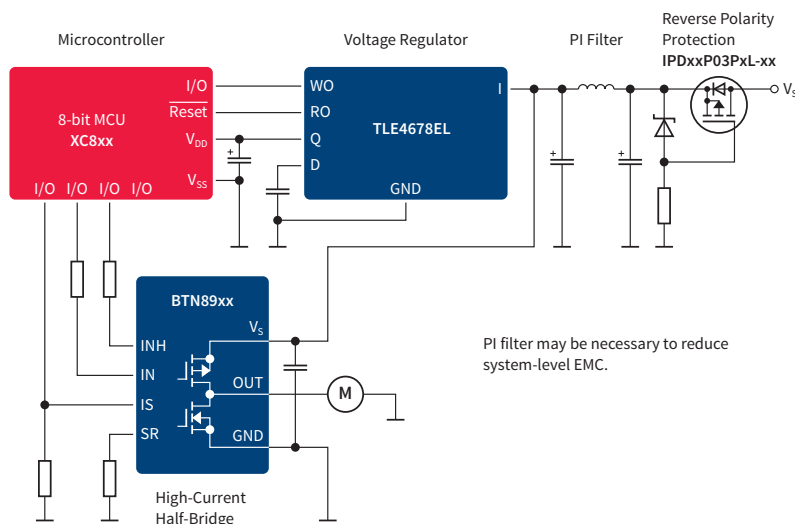 Microcontroller
Voltage Regulator
PI Filter
Reverse Polarity
Protection
IPDxxP03PxL-xx
8-bit MCU
XC8xx
I/O
Reset
VDD
VSS
I/O I/O I/O I/O
WO
RO
Q
D
TLE4678EL
I
GND
+
+
+
VS
BTN89xx
VS
INH
IN
IS
SR
OUT
GND
M
High-Current
Half-Bridge
PI filter may be necessary to reduce
system-level EMC.